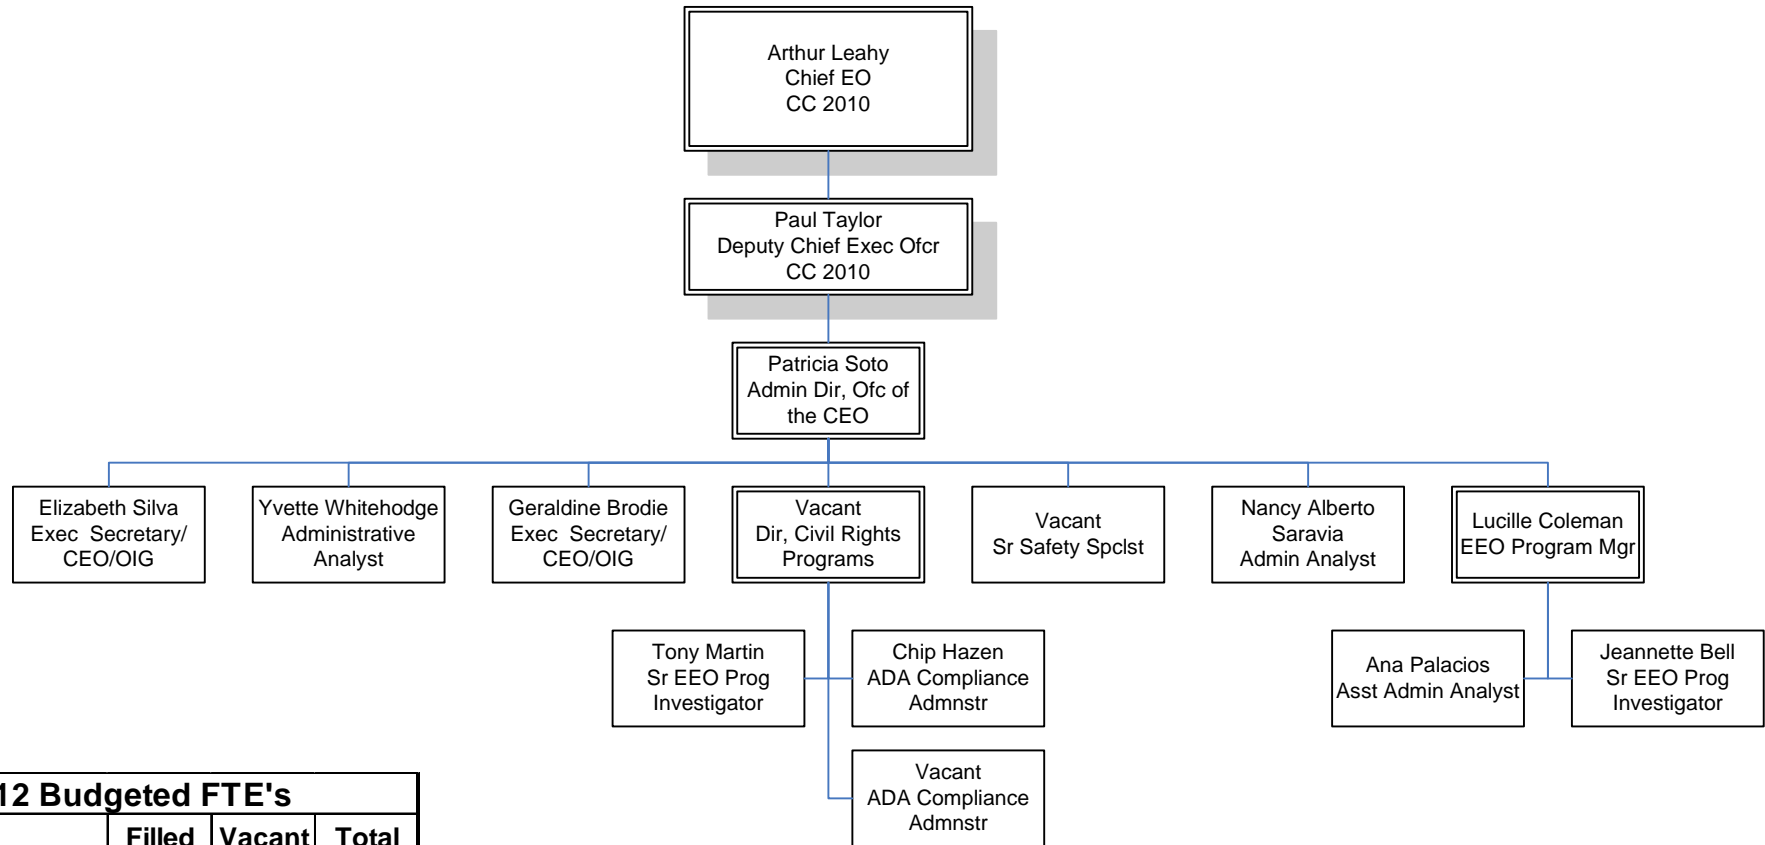 Arthur Leahy
Chief EO
CC 2010
Paul Taylor
Deputy Chief Exec Ofcr
CC 2010
Patricia Soto
Admin Dir, Ofc of
the CEO
Elizabeth Silva
Exec  Secretary/
CEO/OIG
Yvette Whitehodge
Administrative
Analyst
Geraldine Brodie
Exec  Secretary/
CEO/OIG
Vacant
Dir, Civil Rights
Programs
Vacant
Sr Safety Spclst
Nancy Alberto
Saravia
Admin Analyst
Lucille Coleman
EEO Program Mgr
Tony Martin
Sr EEO Prog
Investigator
Chip Hazen
ADA Compliance
Admnstr
Ana Palacios
Asst Admin Analyst
Jeannette Bell
Sr EEO Prog
Investigator
Vacant
ADA Compliance
Admnstr
12 Budgeted FTE's
Filled Vacant Total